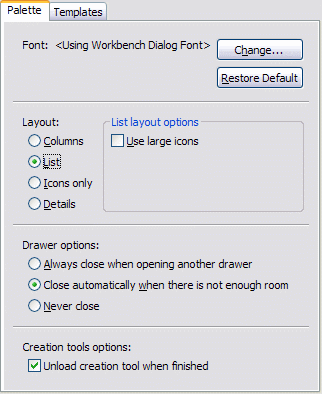 Palette Templates
Font: <Using Workbench Dialog Font> Change...
Restore Default
Layout: List layout options
Columns Use large icons
List
Icons only
Details
Drawer options:
Always close when opening another drawer
Close automatically when there is not enough room
Never close
Creation tools options:
Unload creation tool when finished